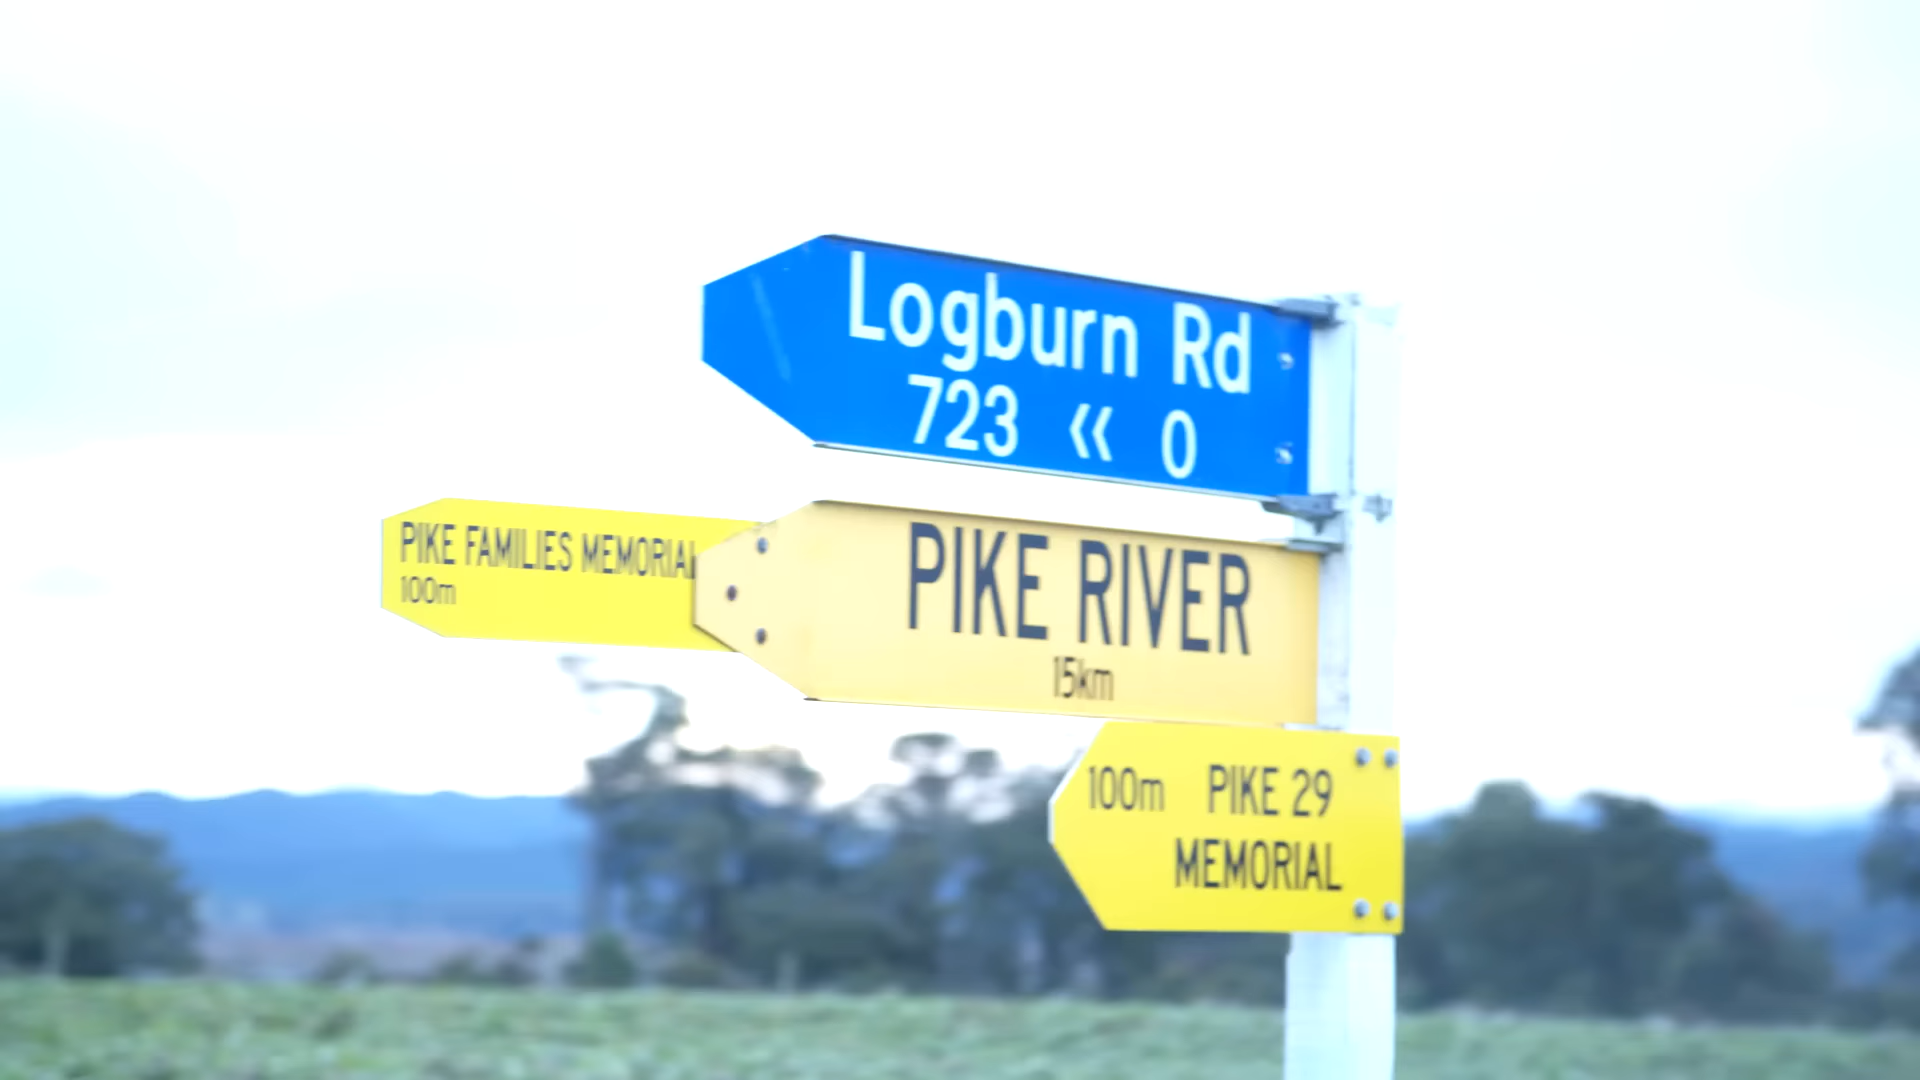 Logburn Rd
723 « 0
PIKE FAMILIES MEMORIAL
100m
PIKE RIVER
15km
100m PIKE 29
MEMORIAL